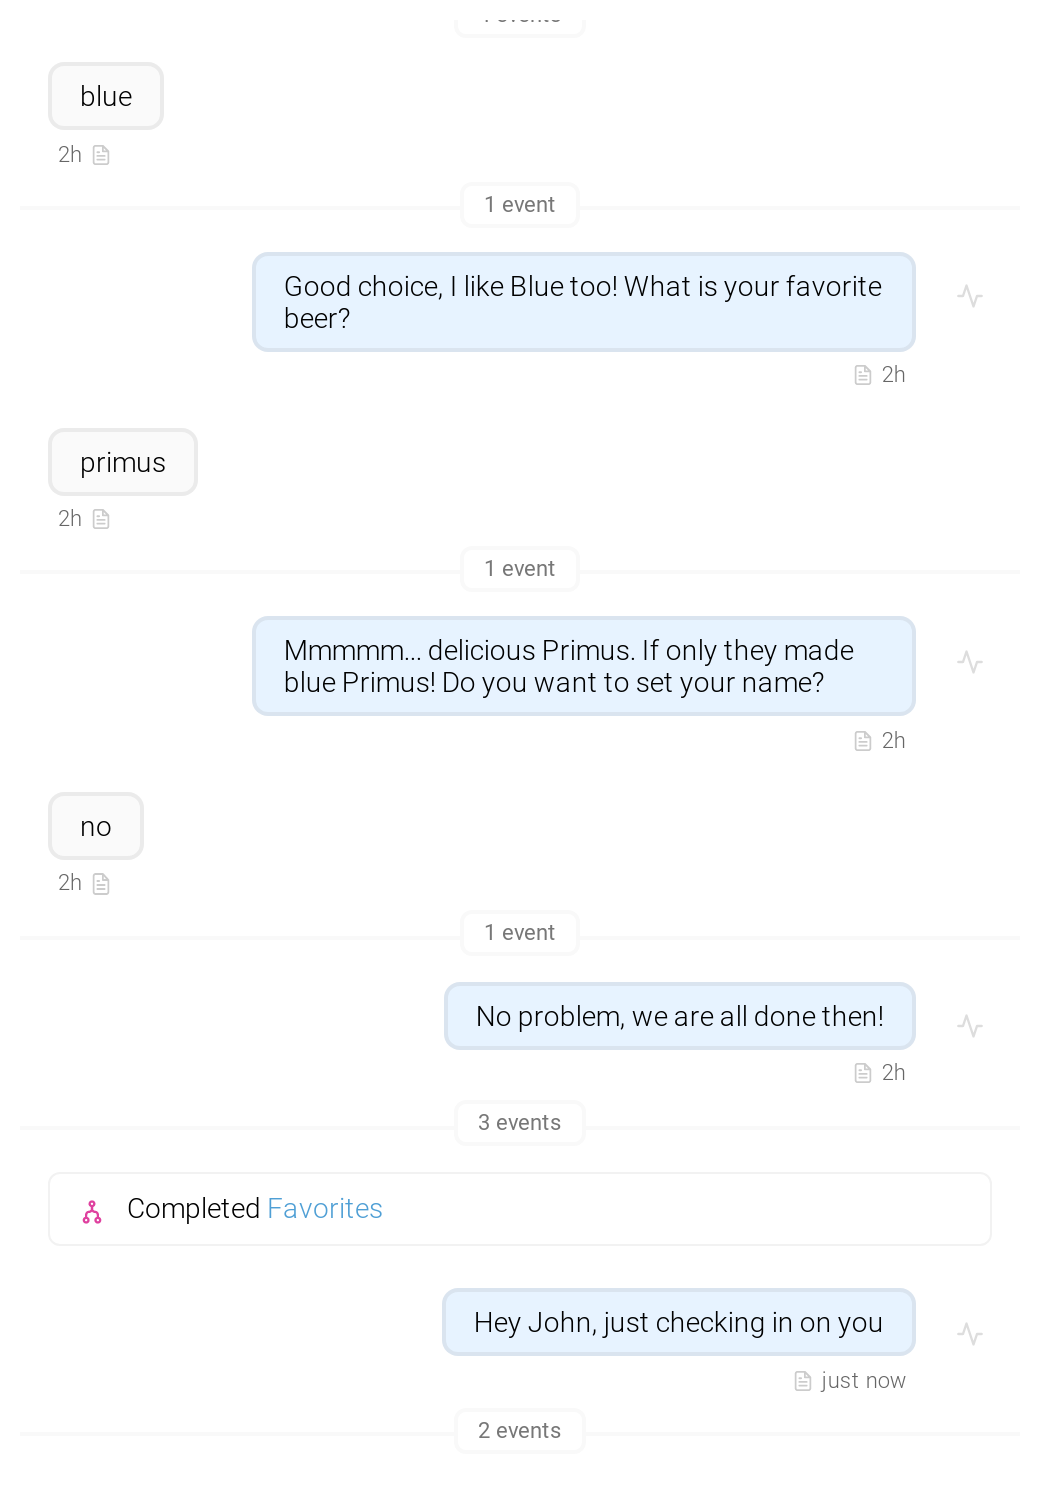 events
blue
2h
1 event
Good choice, I like Blue too! What is your favorite
beer?
2h
primus
2h
1 event
Mmmmm... delicious Primus. If only they made
blue Primus! Do you want to set your name?
2h
no
2h
1 event
No problem, we are all done then!
2h
3 events
Completed Favorites
Hey John, just checking in on you
just now
2 events